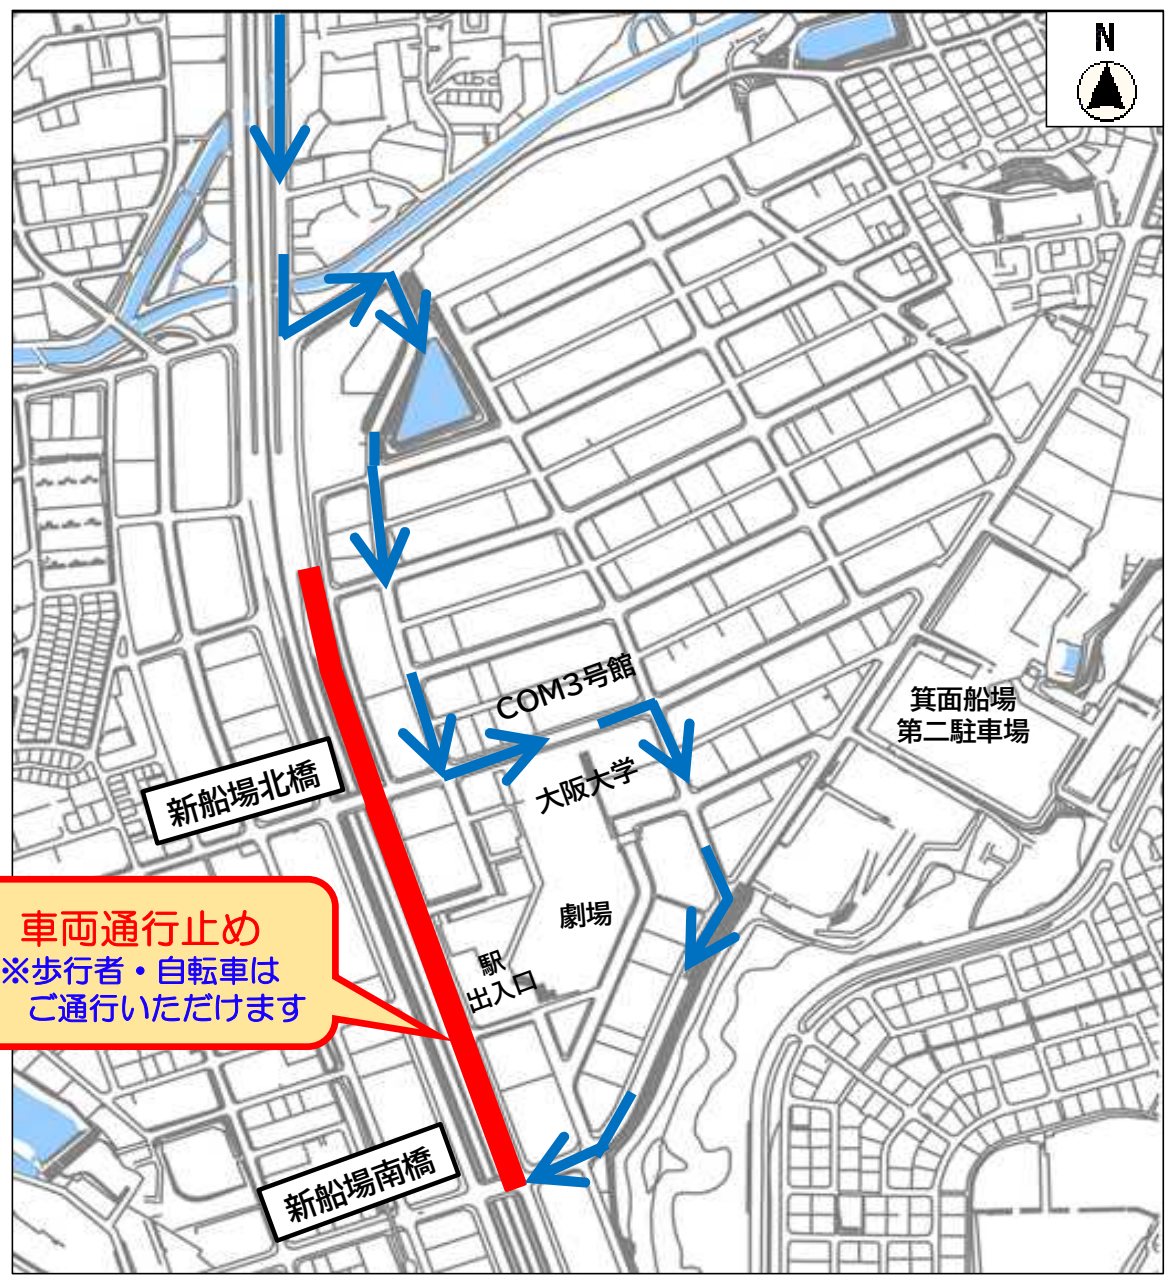 N
COM3号館
箕面船場
第二駐車場
新船場北橋
大阪大学
車両通行止め
※歩行者・自転車は
ご通行いただけます
劇場
駅
出入口
新船場南橋